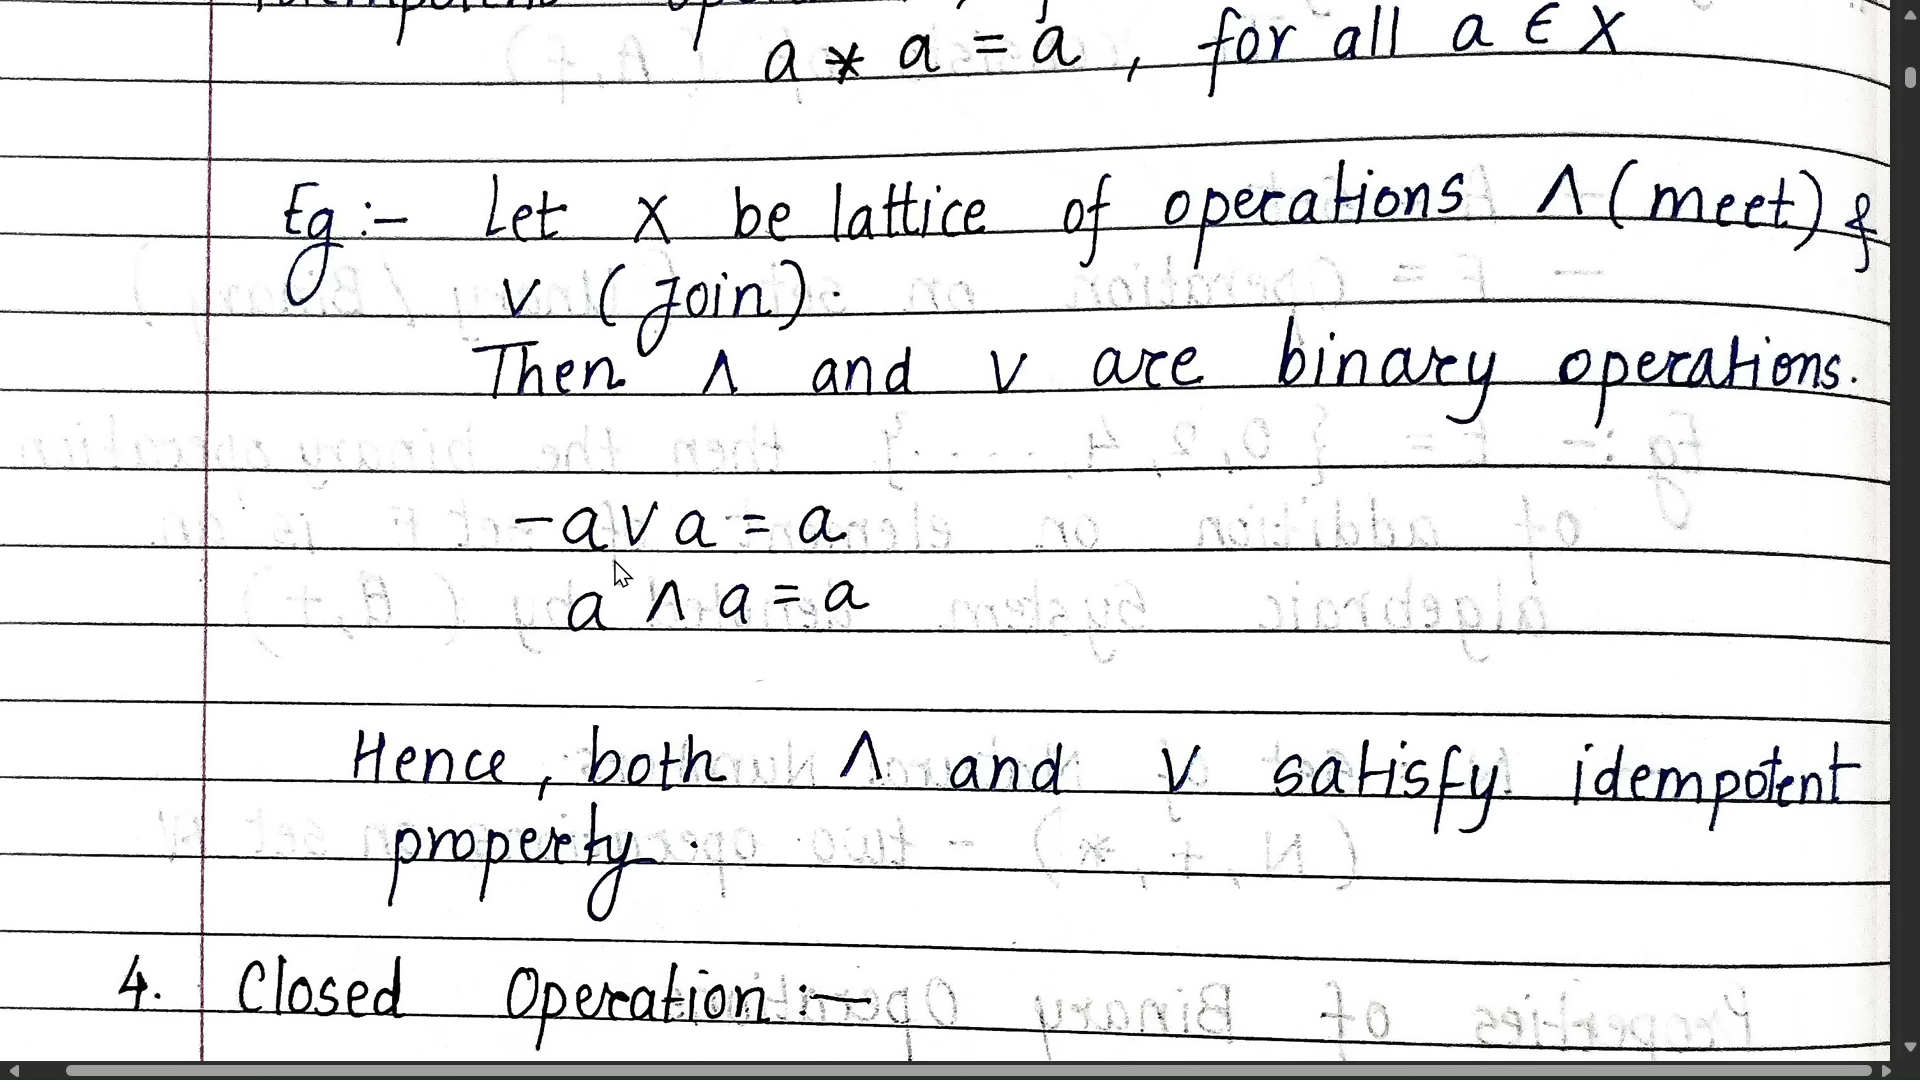 a * a = a , for all a ∈ X
Eg :- Let X be lattice of operations ∧ (meet) &
∨ (Join).
Then ∧ and ∨ are binary operations.
- a ∨ a = a
a ∧ a = a
Hence, both ∧ and ∨ satisfy idempotent
property.
4. Closed Operation :-